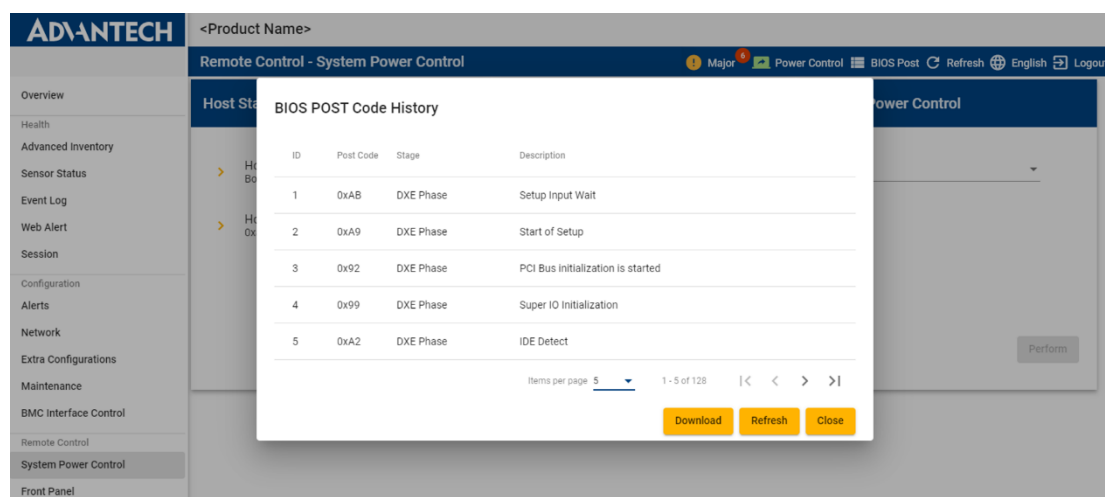 ADVANTECH
<Product Name>
Remote Control - System Power Control
6
Major
Power Control
BIOS Post
Refresh
English
Logout
Overview
Health
Advanced Inventory
Sensor Status
Event Log
Web Alert
Session
Configuration
Alerts
Network
Extra Configurations
Maintenance
BMC Interface Control
Remote Control
System Power Control
Front Panel
Host Sta
Power Control
Ho
Bo
Ho
0x
Perform
BIOS POST Code History
ID Post Code Stage Description
1 0xAB DXE Phase Setup Input Wait
2 0xA9 DXE Phase Start of Setup
3 0x92 DXE Phase PCI Bus initialization is started
4 0x99 DXE Phase Super IO Initialization
5 0xA2 DXE Phase IDE Detect
Items per page 5 1 - 5 of 128
Download Refresh Close